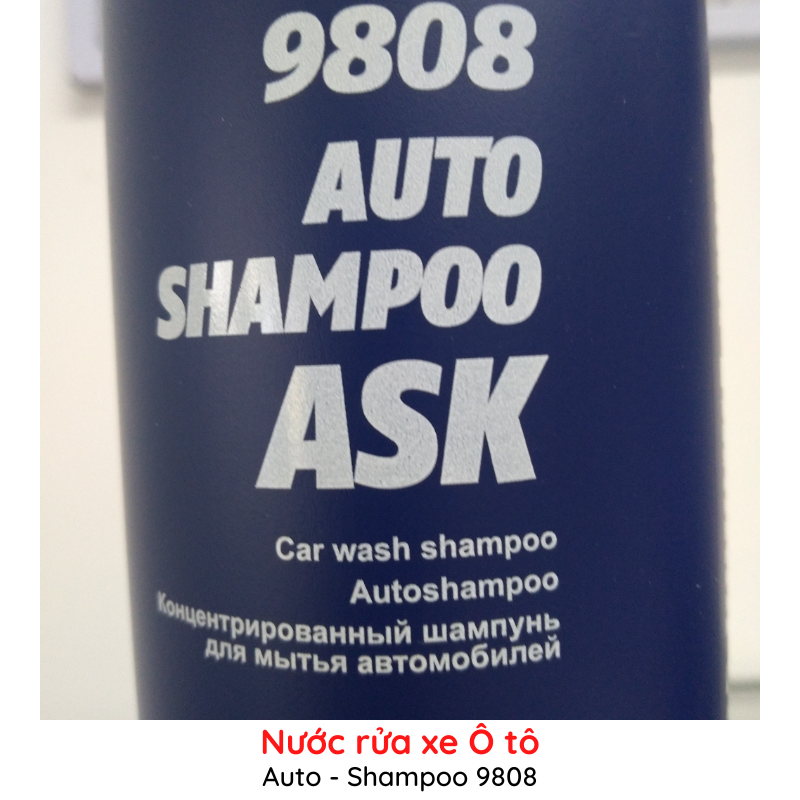 9808
AUTO
SHAMPOO
ASK
Car wash shampoo
Autoshampoo
Концентрированный шампунь
для мытья автомобилей
Nước rửa xe Ô tô
Auto - Shampoo 9808